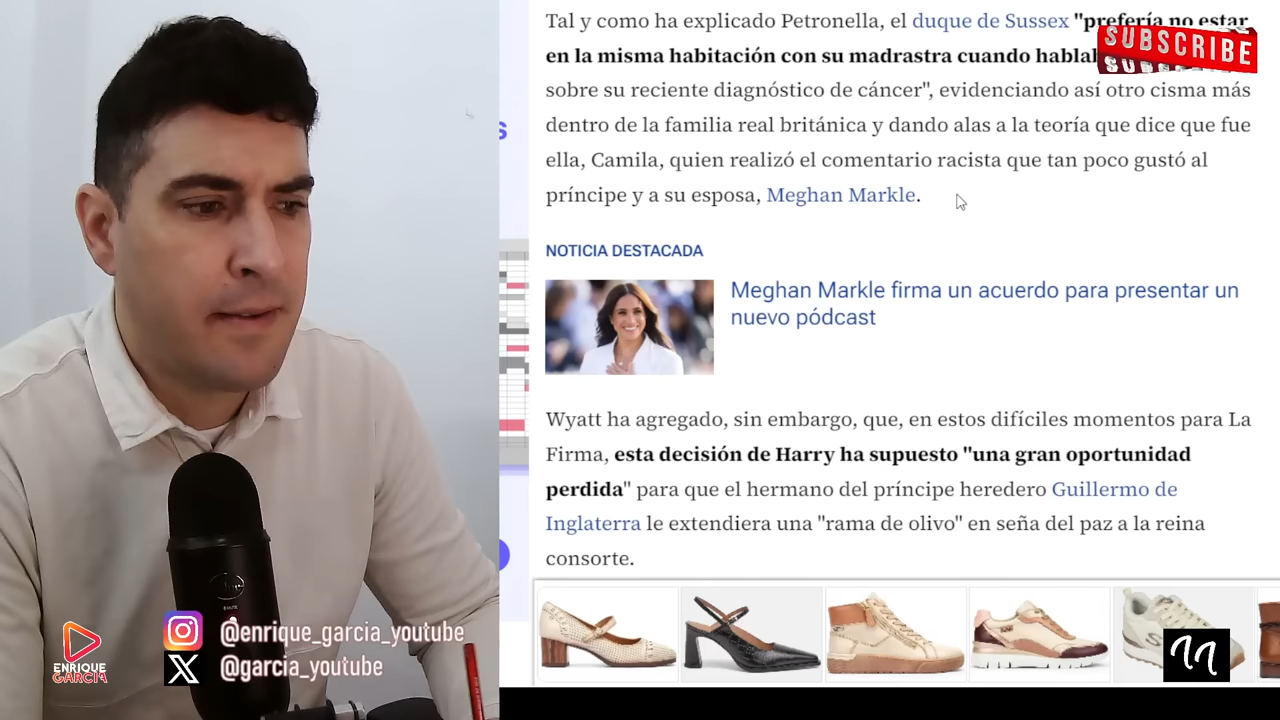 Tal y como ha explicado Petronella, el duque de Sussex "prefería no estar
en la misma habitación con su madrastra cuando hablab
sobre su reciente diagnóstico de cáncer", evidenciando así otro cisma más
dentro de la familia real británica y dando alas a la teoría que dice que fue
ella, Camila, quien realizó el comentario racista que tan poco gustó al
príncipe y a su esposa, Meghan Markle.
SUBSCRIBE
NOTICIA DESTACADA
Meghan Markle firma un acuerdo para presentar un
nuevo pódcast
Wyatt ha agregado, sin embargo, que, en estos difíciles momentos para La
Firma, esta decisión de Harry ha supuesto "una gran oportunidad
perdida" para que el hermano del príncipe heredero Guillermo de
Inglaterra le extendiera una "rama de olivo" en seña del paz a la reina
consorte.
ENRIQUE
GARCIA
@enrique_garcia_youtube
@garcia_youtube